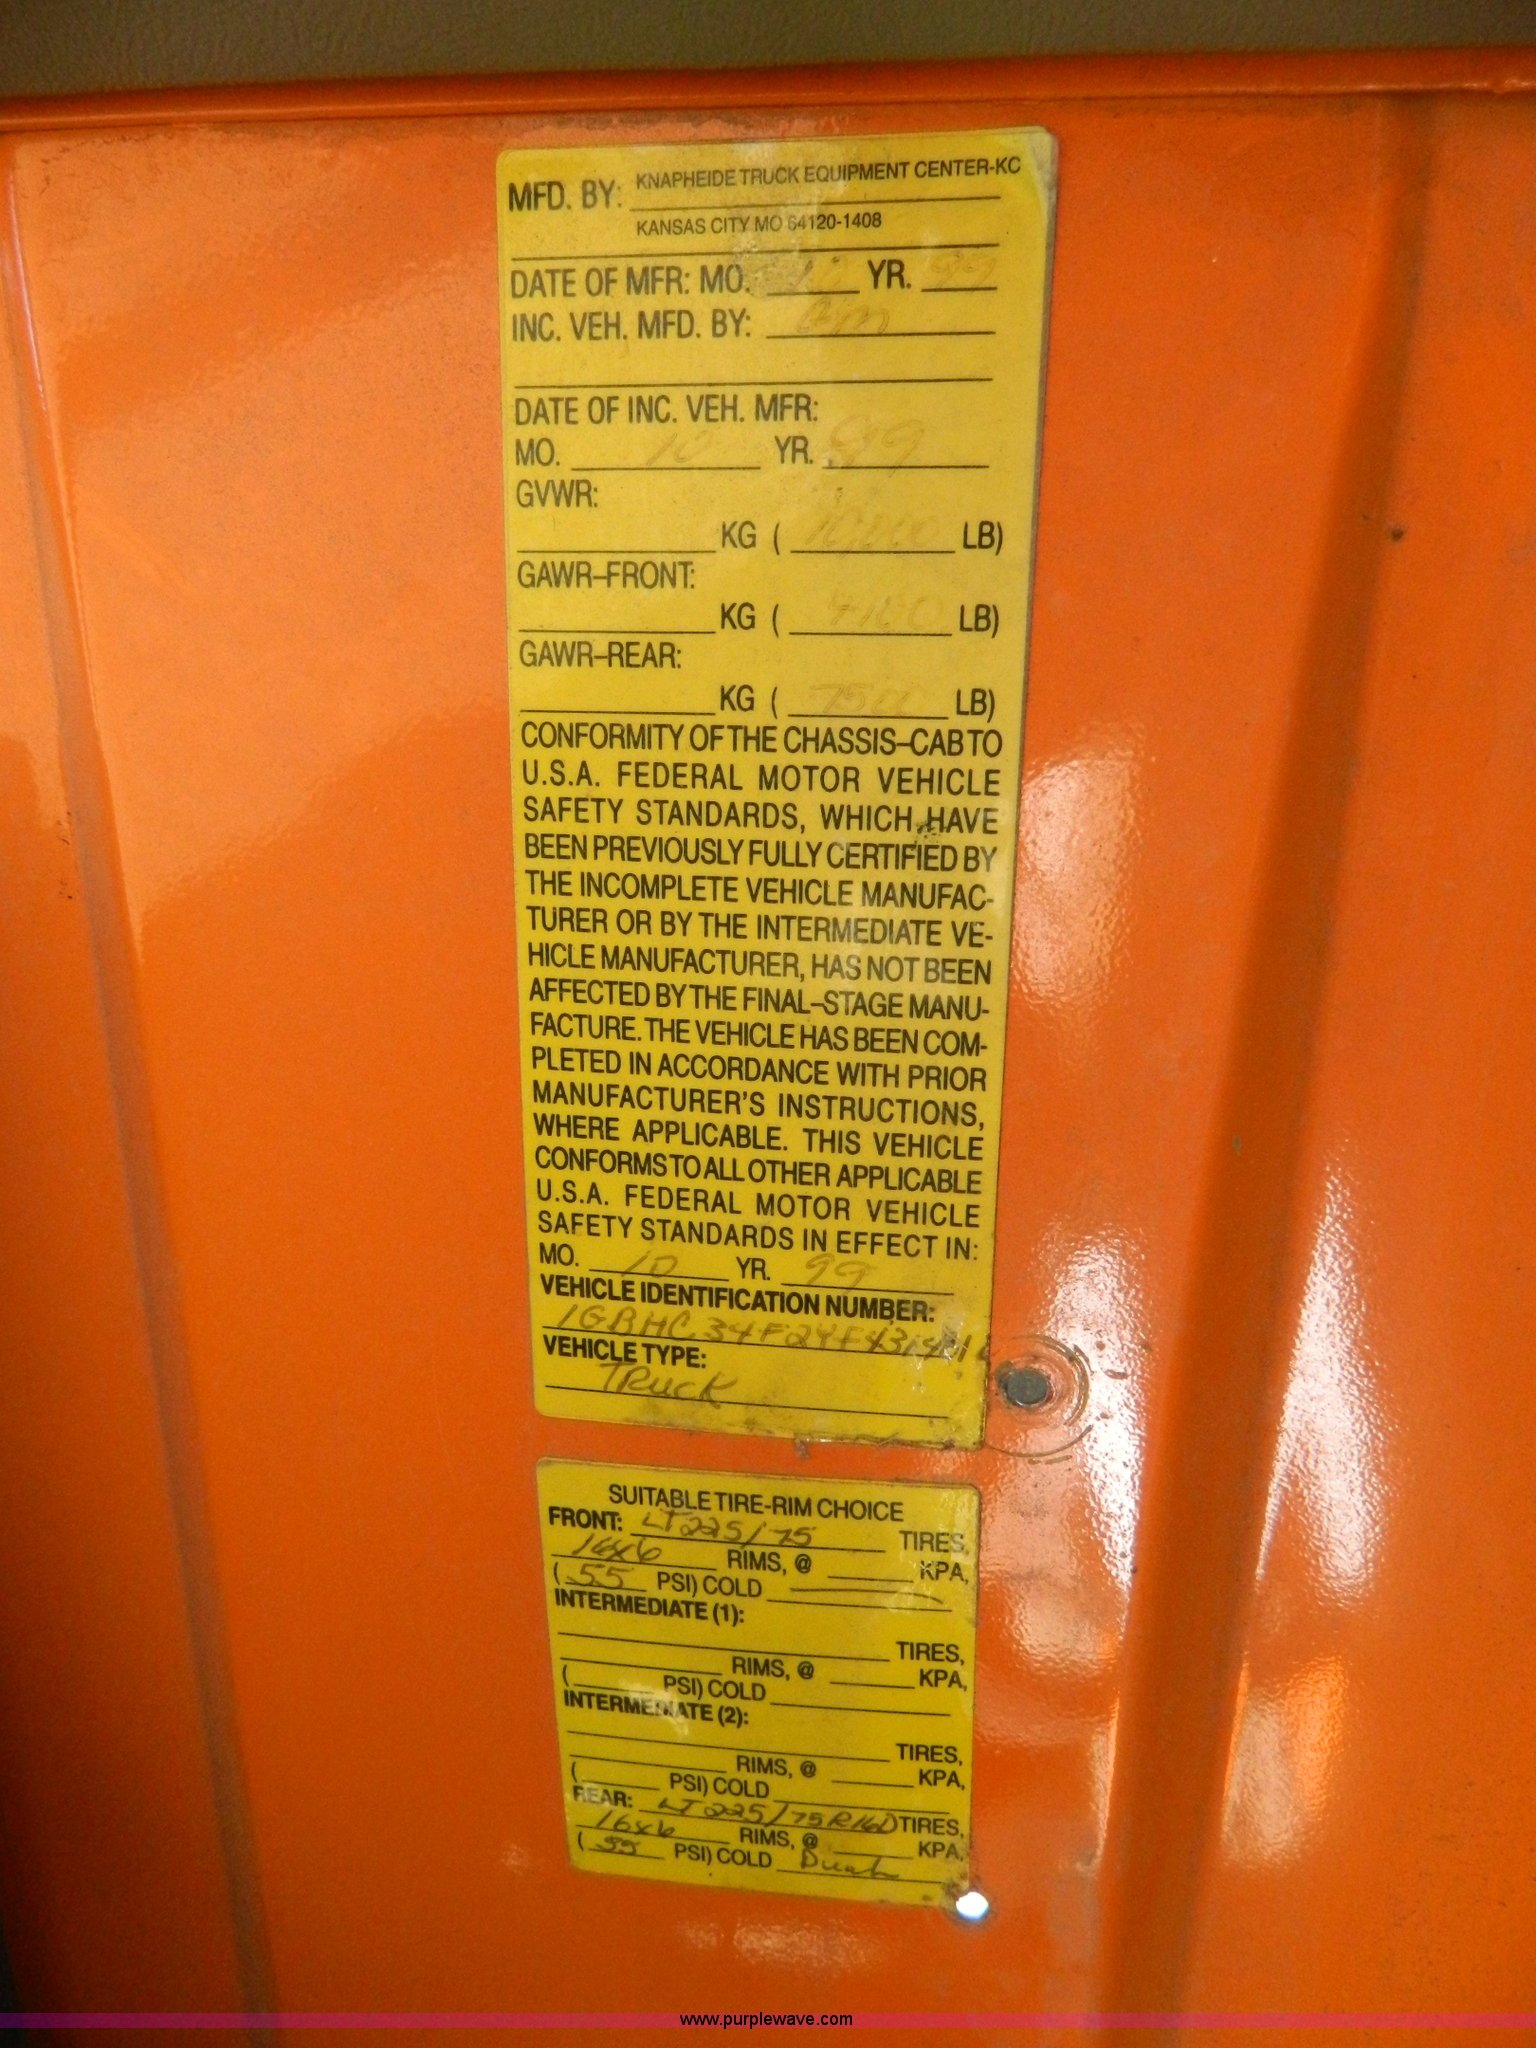 MFD. BY: KNAPHEIDE TRUCK EQUIPMENT CENTER-KC
KANSAS CITY MO 64120-1408
DATE OF MFR: MO. YR. 99
INC. VEH. MFD. BY: GM
DATE OF INC. VEH. MFR:
MO. 10 YR. 99
GVWR:
KG ( 10,000 LB)
GAWR-FRONT:
KG ( 4100 LB)
GAWR-REAR:
KG ( 7500 LB)
CONFORMITY OF THE CHASSIS-CAB TO
U.S.A. FEDERAL MOTOR VEHICLE
SAFETY STANDARDS, WHICH HAVE
BEEN PREVIOUSLY FULLY CERTIFIED BY
THE INCOMPLETE VEHICLE MANUFAC-
TURER OR BY THE INTERMEDIATE VE-
HICLE MANUFACTURER, HAS NOT BEEN
AFFECTED BY THE FINAL-STAGE MANU-
FACTURE. THE VEHICLE HAS BEEN COM-
PLETED IN ACCORDANCE WITH PRIOR
MANUFACTURER'S INSTRUCTIONS,
WHERE APPLICABLE. THIS VEHICLE
CONFORMS TO ALL OTHER APPLICABLE
U.S.A. FEDERAL MOTOR VEHICLE
SAFETY STANDARDS IN EFFECT IN:
MO. 10 YR. 99
VEHICLE IDENTIFICATION NUMBER:
VEHICLE TYPE:
TRUCK
SUITABLE TIRE-RIM CHOICE
FRONT: LT225/75 TIRES,
16x6 RIMS, @ KPA,
(55 PSI) COLD
INTERMEDIATE (1):
TIRES,
RIMS, @ KPA,
( PSI) COLD
INTERMEDIATE (2):
TIRES,
RIMS, @ KPA,
( PSI) COLD
REAR: LT225/75R16D TIRES,
16x6 RIMS, @ KPA,
(55 PSI) COLD Duals
www.purplewave.com